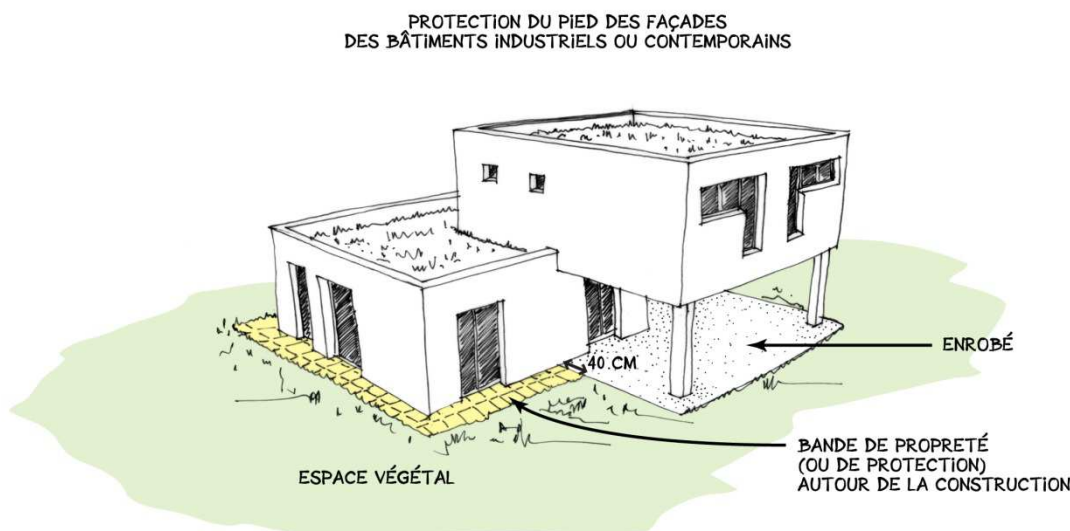 PROTECTION DU PIED DES FAÇADES
DES BÂTIMENTS INDUSTRIELS OU CONTEMPORAINS
40 CM
ENROBÉ
BANDE DE PROPRETÉ
(OU DE PROTECTION)
AUTOUR DE LA CONSTRUCTION
ESPACE VÉGÉTAL